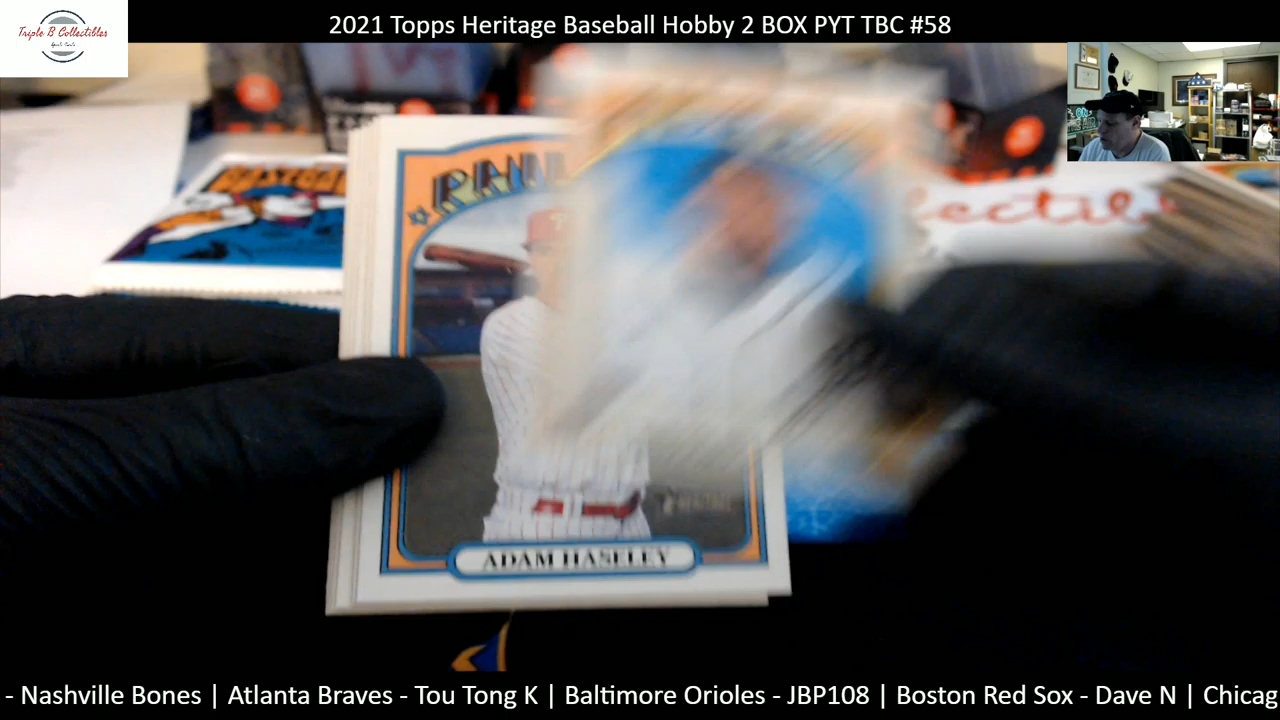 2021 Topps Heritage Baseball Hobby 2 BOX PYT TBC #58
Triple B Collectibles
ADAM HASELEY
- Nashville Bones | Atlanta Braves - Tou Tong K | Baltimore Orioles - JBP108 | Boston Red Sox - Dave N | Chicag